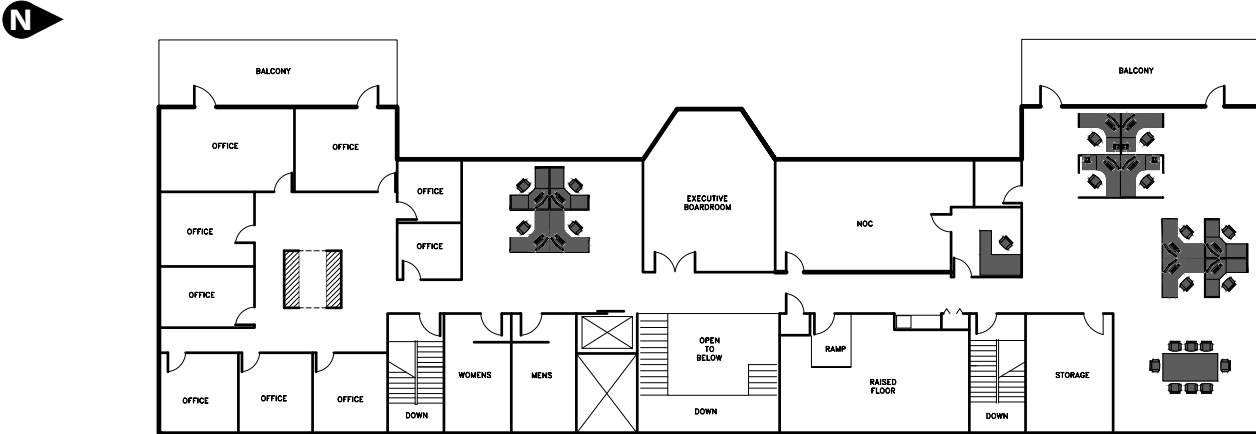 N
BALCONY
BALCONY
OFFICE
OFFICE
OFFICE
EXECUTIVE
BOARDROOM
NOC
OFFICE
OFFICE
OFFICE
OPEN
TO
BELOW
RAMP
WOMENS
MENS
RAISED
FLOOR
STORAGE
OFFICE
OFFICE
OFFICE
DOWN
DOWN
DOWN